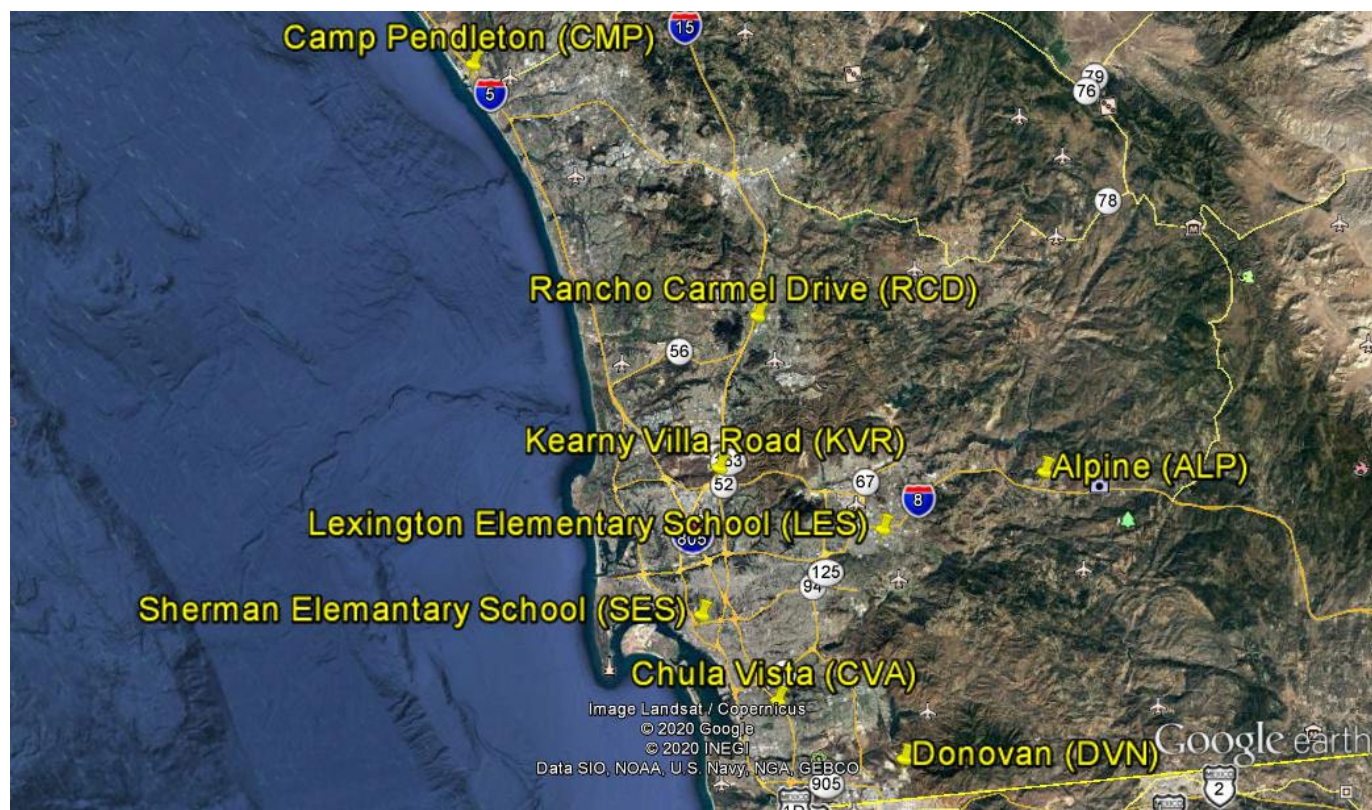 Camp Pendleton (CMP)
15
5
79
76
78
Rancho Carmel Drive (RCD)
56
Kearny Villa Road (KVR)
52
67
Alpine (ALP)
8
Lexington Elementary School (LES)
805
125
94
Sherman Elemantary School (SES)
Chula Vista (CVA)
Image Landsat / Copernicus
© 2020 Google
© 2020 INEGI
Data SIO, NOAA, U.S. Navy, NGA, GEBCO
Donovan (DVN)
Google earth
905
MEXICO
2